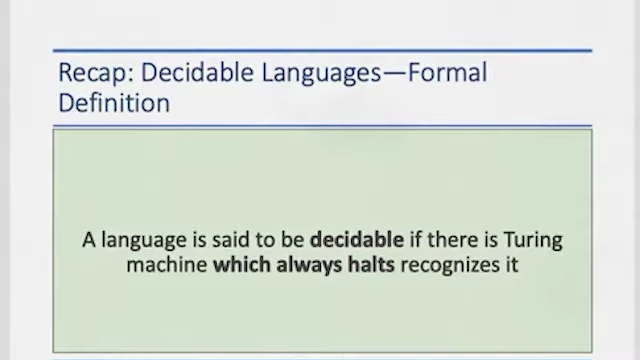 Recap: Decidable Languages—Formal
Definition
A language is said to be decidable if there is Turing
machine which always halts recognizes it